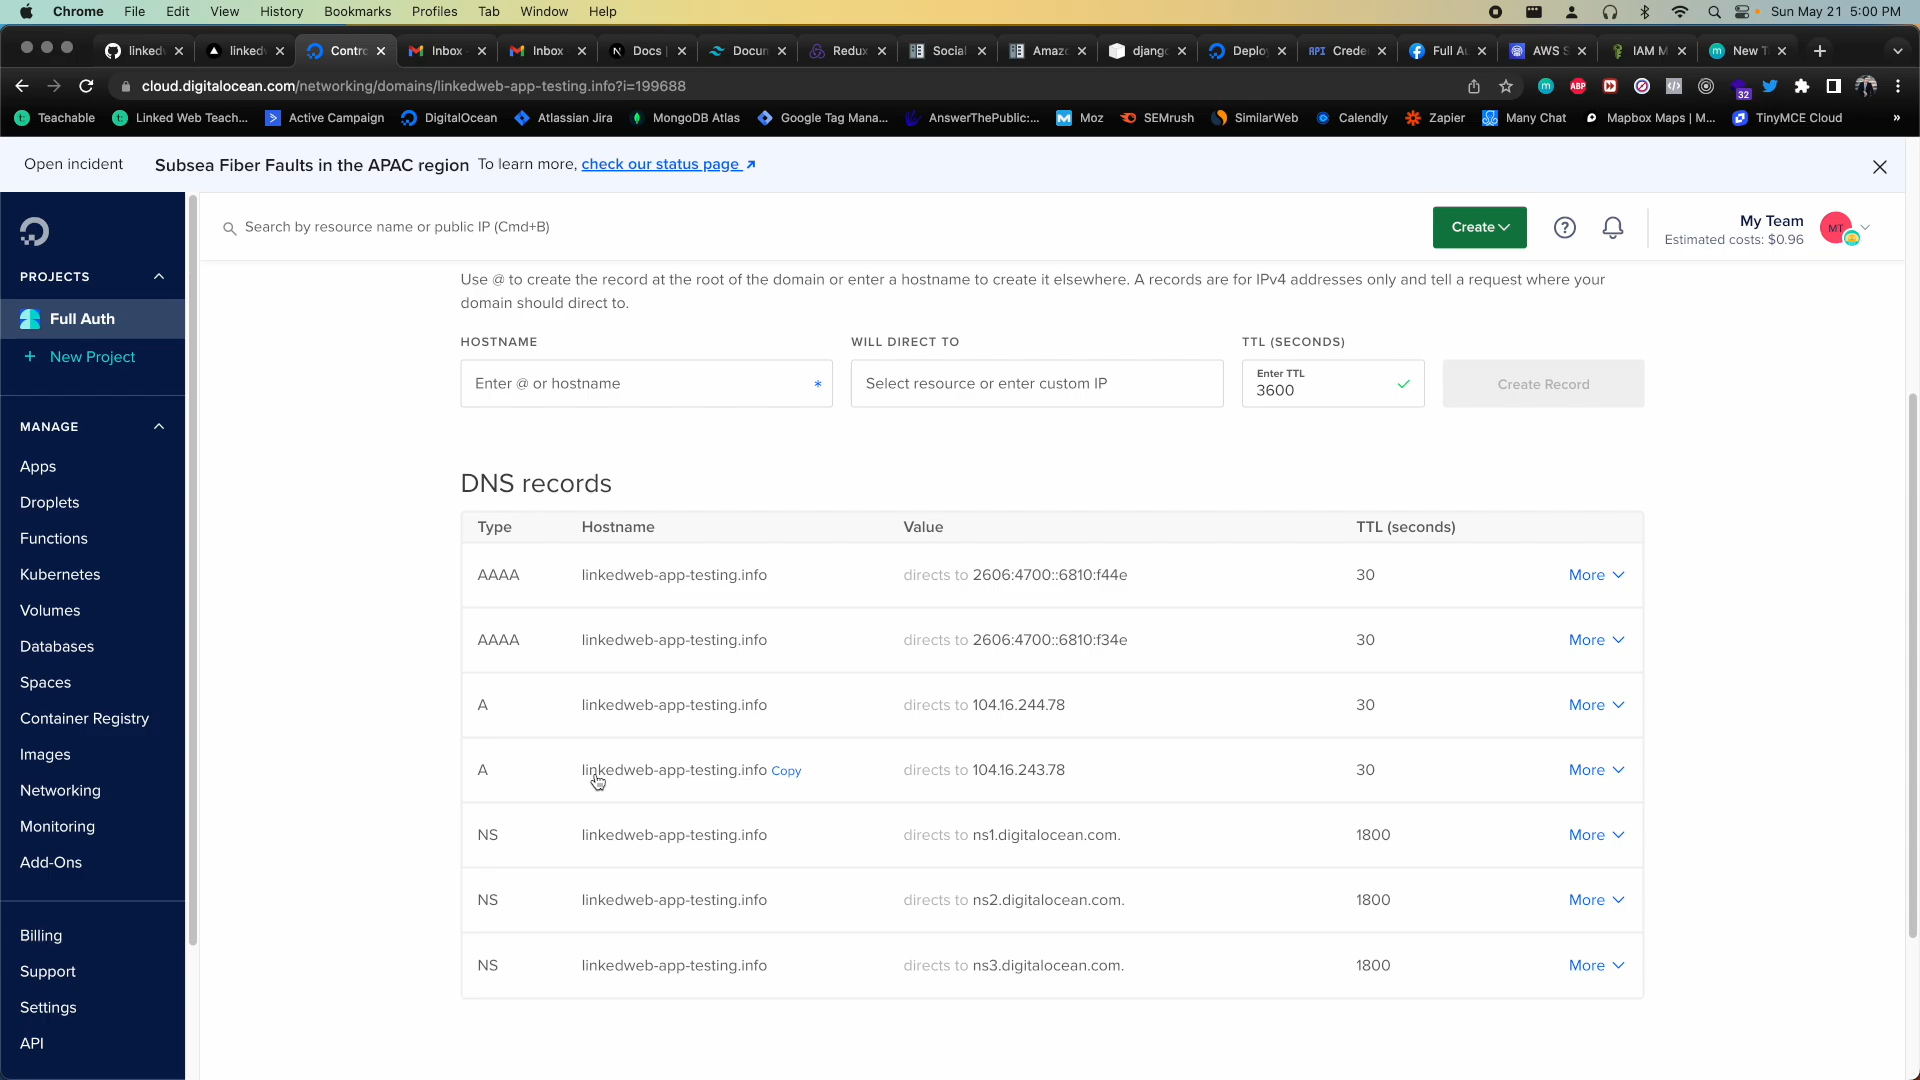 Chrome File Edit View History Bookmarks Profiles Tab Window Help Sun May 21 5:00 PM
linked linked Contro Inbox Inbox Docs | Docum Redux Social Amazo django Deploy API Creden Full Au AWS S IAM M New T
cloud.digitalocean.com/networking/domains/linkedweb-app-testing.info?i=199688 ABP 32
Teachable Linked Web Teach... Active Campaign DigitalOcean Atlassian Jira MongoDB Atlas Google Tag Mana... AnswerThePublic:... Moz SEMrush SimilarWeb Calendly Zapier Many Chat Mapbox Maps | M... TinyMCE Cloud »
Open incident Subsea Fiber Faults in the APAC region To learn more, check our status page
Search by resource name or public IP (Cmd+B) Create My Team MT
Estimated costs: $0.96
PROJECTS
Full Auth
+ New Project
MANAGE
Apps
Droplets
Functions
Kubernetes
Volumes
Databases
Spaces
Container Registry
Images
Networking
Monitoring
Add-Ons
Billing
Support
Settings
API
Use @ to create the record at the root of the domain or enter a hostname to create it elsewhere. A records are for IPv4 addresses only and tell a request where your
domain should direct to.
HOSTNAME WILL DIRECT TO TTL (SECONDS)
Enter @ or hostname * Select resource or enter custom IP Enter TTL 3600 Create Record
DNS records
Type Hostname Value TTL (seconds)
AAAA linkedweb-app-testing.info directs to 2606:4700::6810:f44e 30 More
AAAA linkedweb-app-testing.info directs to 2606:4700::6810:f34e 30 More
A linkedweb-app-testing.info directs to 104.16.244.78 30 More
A linkedweb-app-testing.info Copy directs to 104.16.243.78 30 More
NS linkedweb-app-testing.info directs to ns1.digitalocean.com. 1800 More
NS linkedweb-app-testing.info directs to ns2.digitalocean.com. 1800 More
NS linkedweb-app-testing.info directs to ns3.digitalocean.com. 1800 More